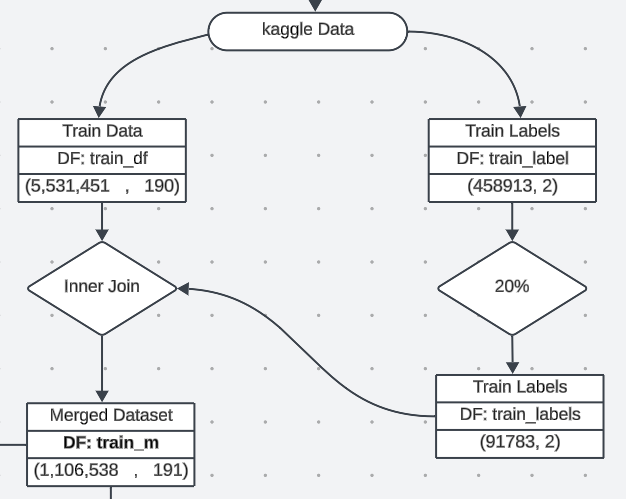 kaggle Data
Train Data
DF: train_df
(5,531,451 , 190)
Train Labels
DF: train_label
(458913, 2)
Inner Join
20%
Train Labels
DF: train_labels
(91783, 2)
Merged Dataset
DF: train_m
(1,106,538 , 191)